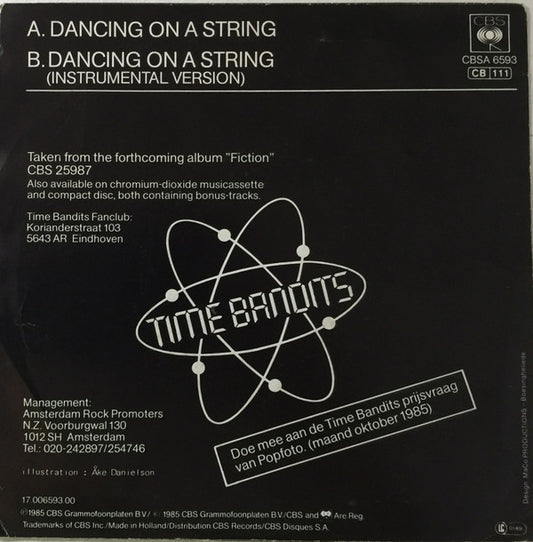 A. DANCING ON A STRING
B. DANCING ON A STRING
(INSTRUMENTAL VERSION)
CBS
CBSA 6593
CB 111
Taken from the forthcoming album "Fiction"
CBS 25987
Also available on chromium-dioxide musicassette
and compact disc, both containing bonus-tracks.
Time Bandits Fanclub:
Korianderstraat 103
5643 AR Eindhoven
TIME BANDITS
Management:
Amsterdam Rock Promoters
N.Z. Voorburgwal 130
1012 SH Amsterdam
Tel.: 020-242897/254746
Doe mee aan de Time Bandits prijsvraag
van Popfoto. (maand oktober 1985)
illustration : Åke Danielson
17.006593.00
℗1985 CBS Grammofoonplaten B.V./ © 1985 CBS Grammofoonplaten B.V./CBS and Are Reg.
Trademarks of CBS Inc./Made in Holland/Distribution CBS Records/CBS Disques S.A.
Design: MaCo PRODUCTIONS - Boesingheliede